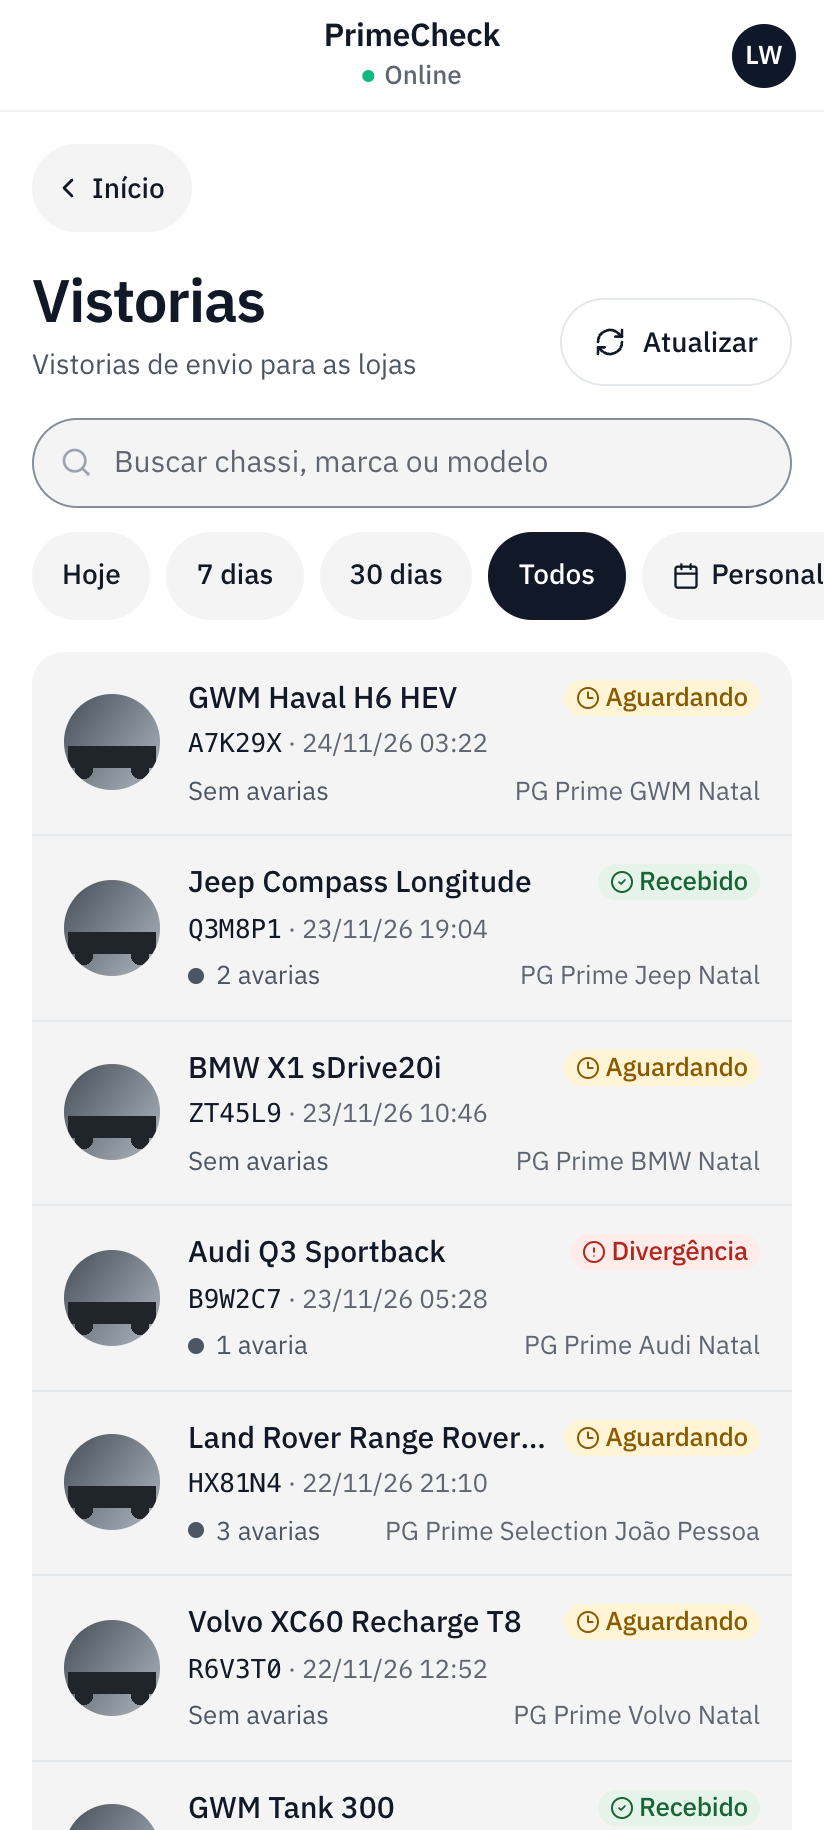 PrimeCheck
Online
LW
Início
Vistorias
Vistorias de envio para as lojas
Atualizar
Buscar chassi, marca ou modelo
Hoje
7 dias
30 dias
Todos
Personal
GWM Haval H6 HEV
Aguardando
A7K29X · 24/11/26 03:22
Sem avarias
PG Prime GWM Natal
Jeep Compass Longitude
Recebido
Q3M8P1 · 23/11/26 19:04
2 avarias
PG Prime Jeep Natal
BMW X1 sDrive20i
Aguardando
ZT45L9 · 23/11/26 10:46
Sem avarias
PG Prime BMW Natal
Audi Q3 Sportback
Divergência
B9W2C7 · 23/11/26 05:28
1 avaria
PG Prime Audi Natal
Land Rover Range Rover...
Aguardando
HX81N4 · 22/11/26 21:10
3 avarias
PG Prime Selection João Pessoa
Volvo XC60 Recharge T8
Aguardando
R6V3T0 · 22/11/26 12:52
Sem avarias
PG Prime Volvo Natal
GWM Tank 300
Recebido